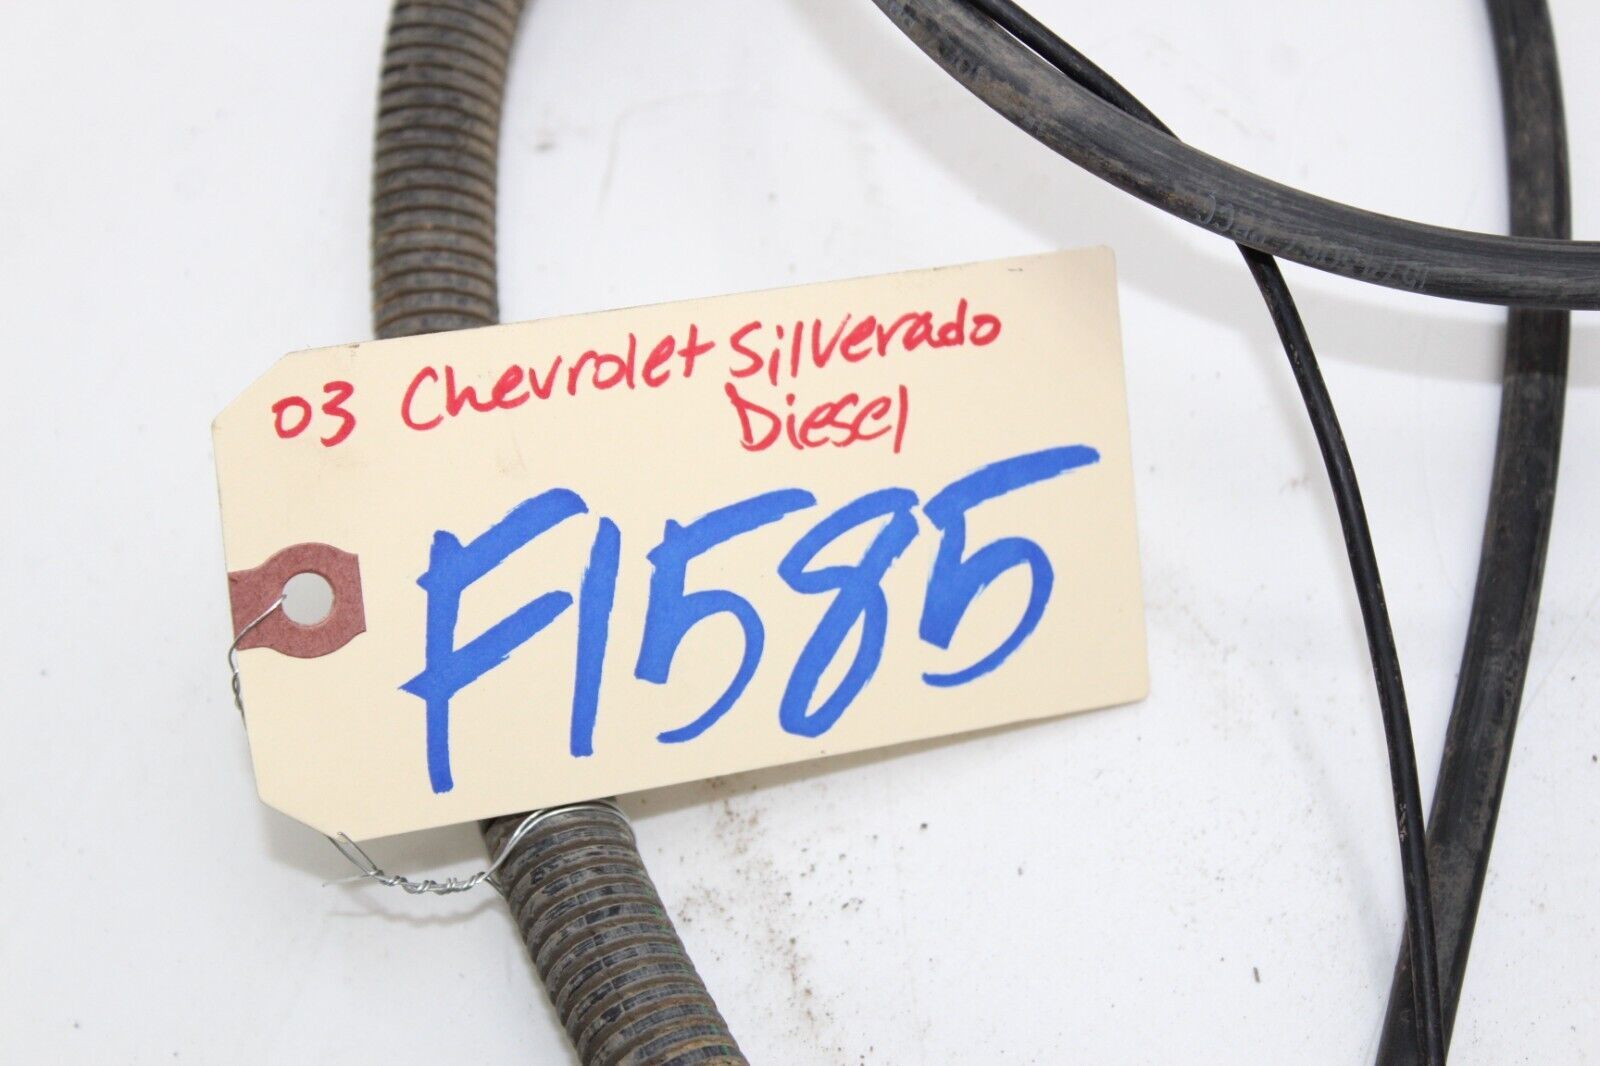 03 Chevrolet Silverado
Diesel
F1585